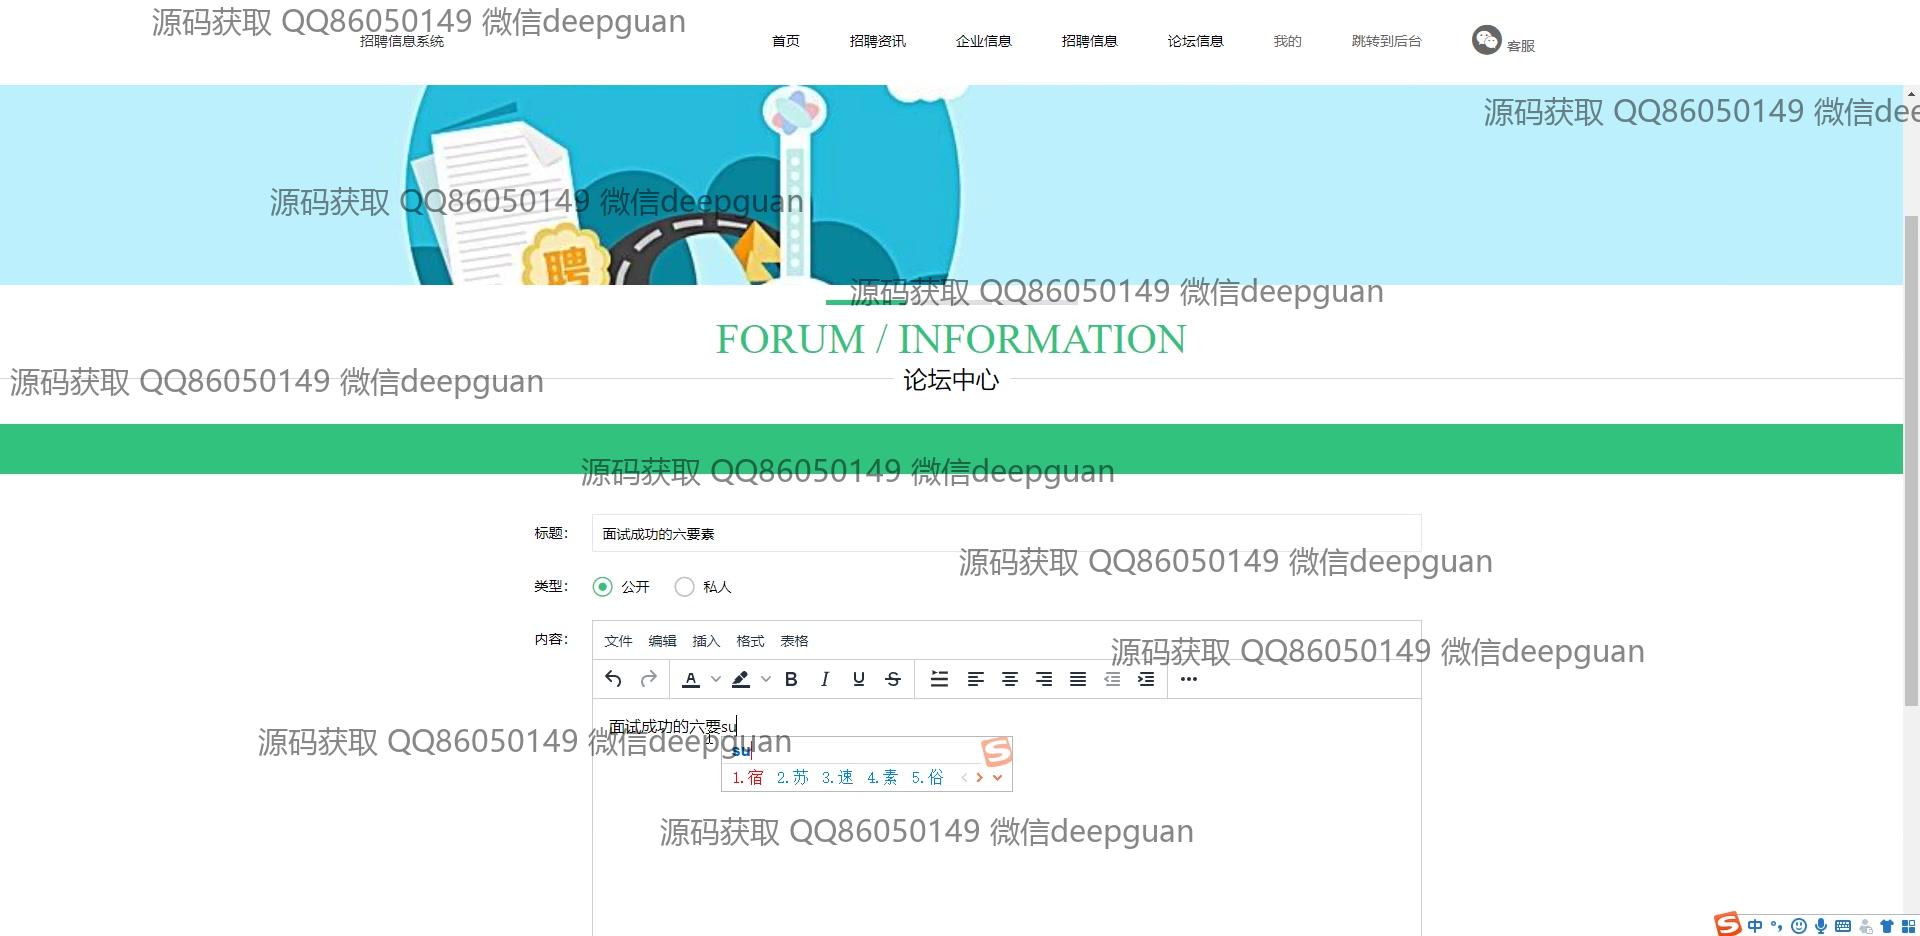 源码获取 QQ86050149 微信deepguan
招聘信息系统 首页 招聘资讯 企业信息 招聘信息 论坛信息 我的 跳转到后台 客服
源码获取 QQ86050149 微信dee
源码获取 QQ86050149 微信deepguan
聘
源码获取 QQ86050149 微信deepguan
FORUM / INFORMATION
源码获取 QQ86050149 微信deepguan
论坛中心
源码获取 QQ86050149 微信deepguan
标题： 面试成功的六要素
源码获取 QQ86050149 微信deepguan
类型： 公开 私人
内容： 文件 编辑 插入 格式 表格
源码获取 QQ86050149 微信deepguan
A B I U S
面试成功的六要su
源码获取 QQ86050149 微信deepguan
su S
1.宿 2.苏 3.速 4.素 5.俗
源码获取 QQ86050149 微信deepguan
S 中